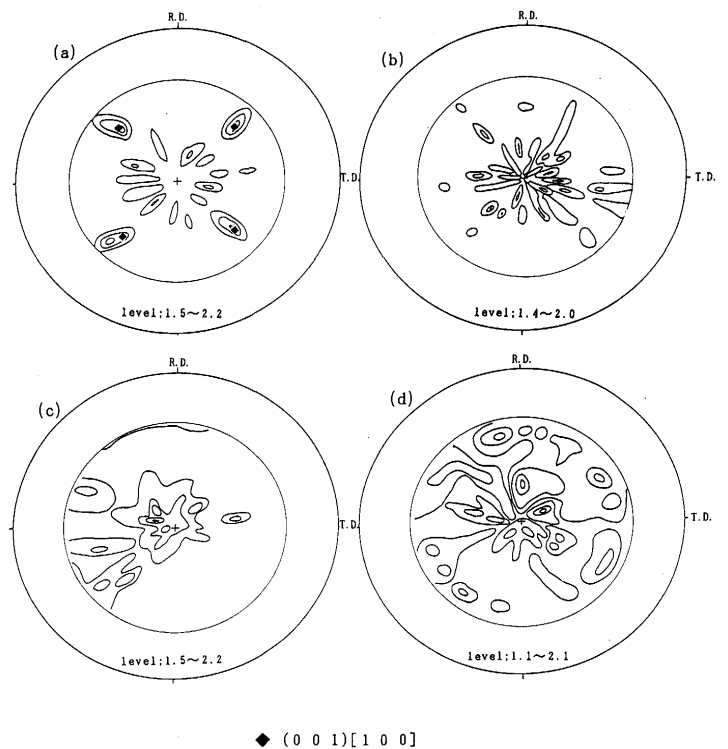 R.D.
R.D.
(a)
(b)
T.D.
T.D.
level;1.5～2.2
level;1.4～2.0
R.D.
R.D.
(c)
(d)
T.D.
T.D.
level;1.5～2.2
level;1.1～2.1
◆ (0 0 1)[1 0 0]